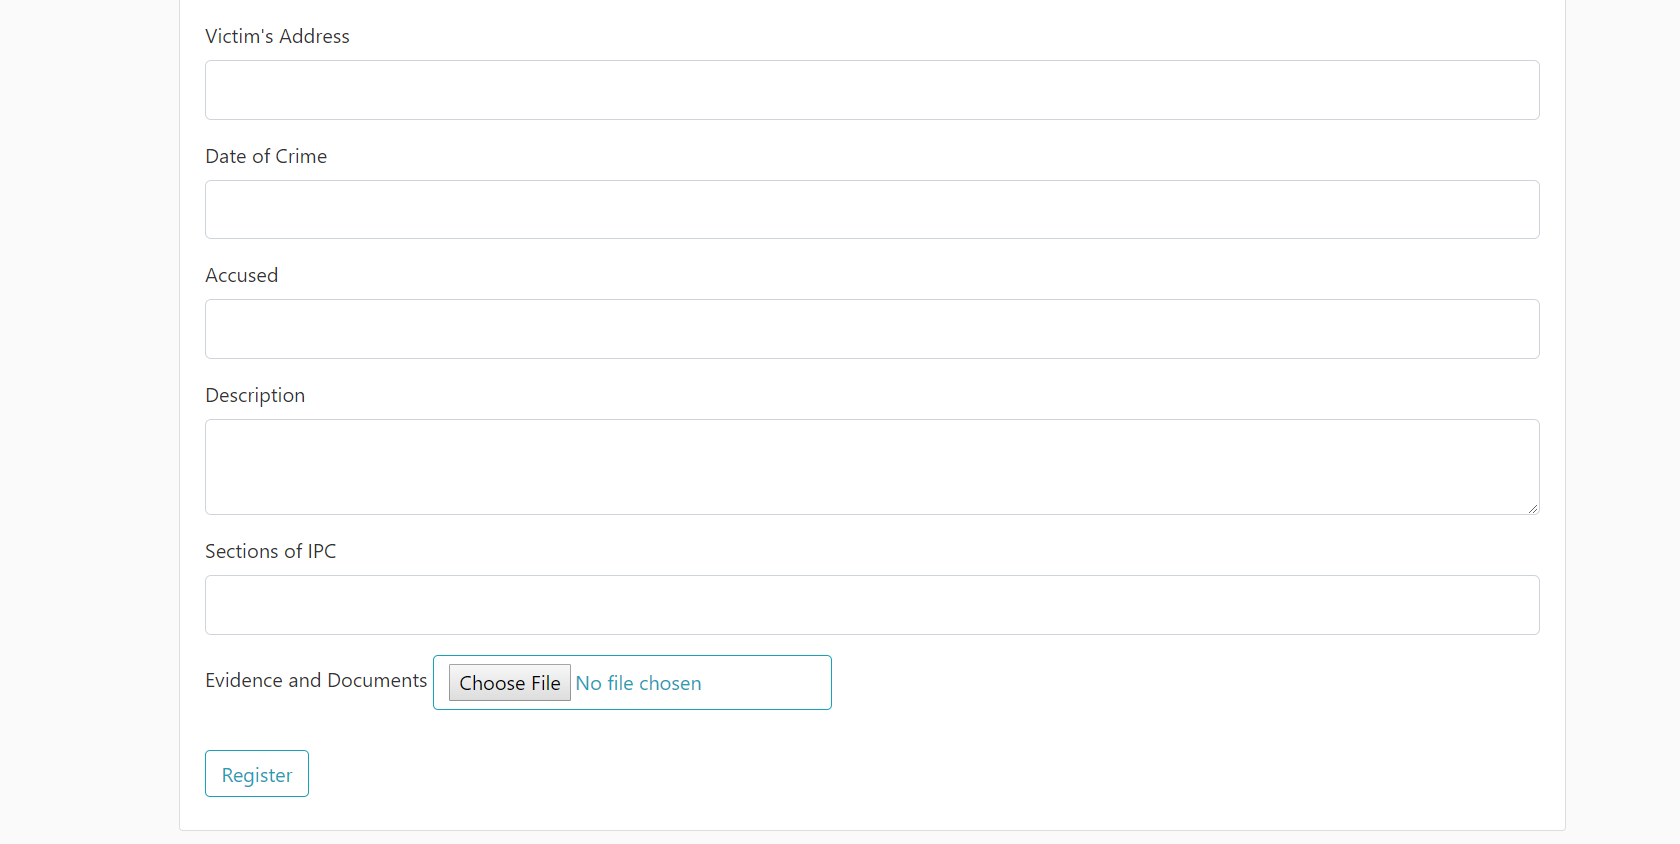 Victim's Address
Date of Crime
Accused
Description
Sections of IPC
Evidence and Documents Choose File No file chosen
Register